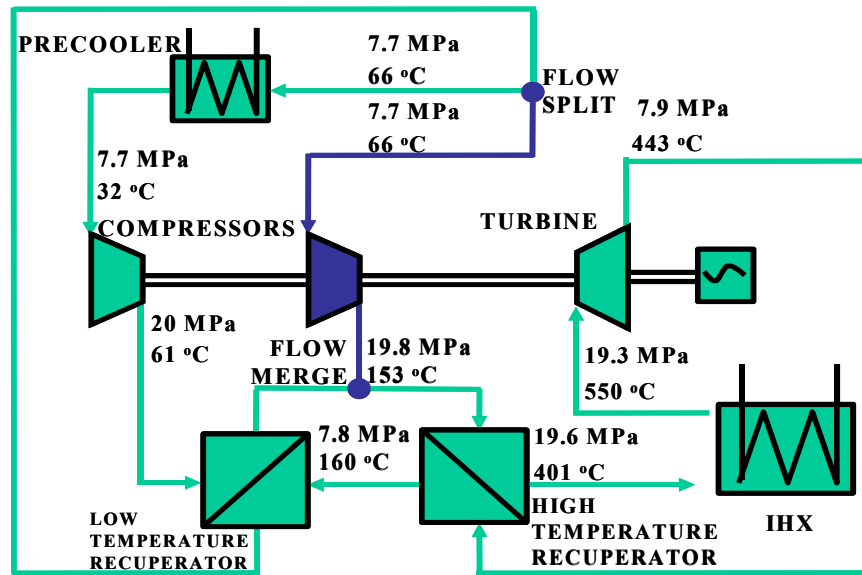 PRECOOLER
7.7 MPa
66 °C
FLOW
SPLIT
7.7 MPa
66 °C
7.9 MPa
443 °C
7.7 MPa
32 °C
COMPRESSORS
TURBINE
20 MPa
61 °C
FLOW
MERGE
19.8 MPa
153 °C
19.3 MPa
550 °C
7.8 MPa
160 °C
19.6 MPa
401 °C
LOW
TEMPERATURE
RECUPERATOR
HIGH
TEMPERATURE
RECUPERATOR
IHX